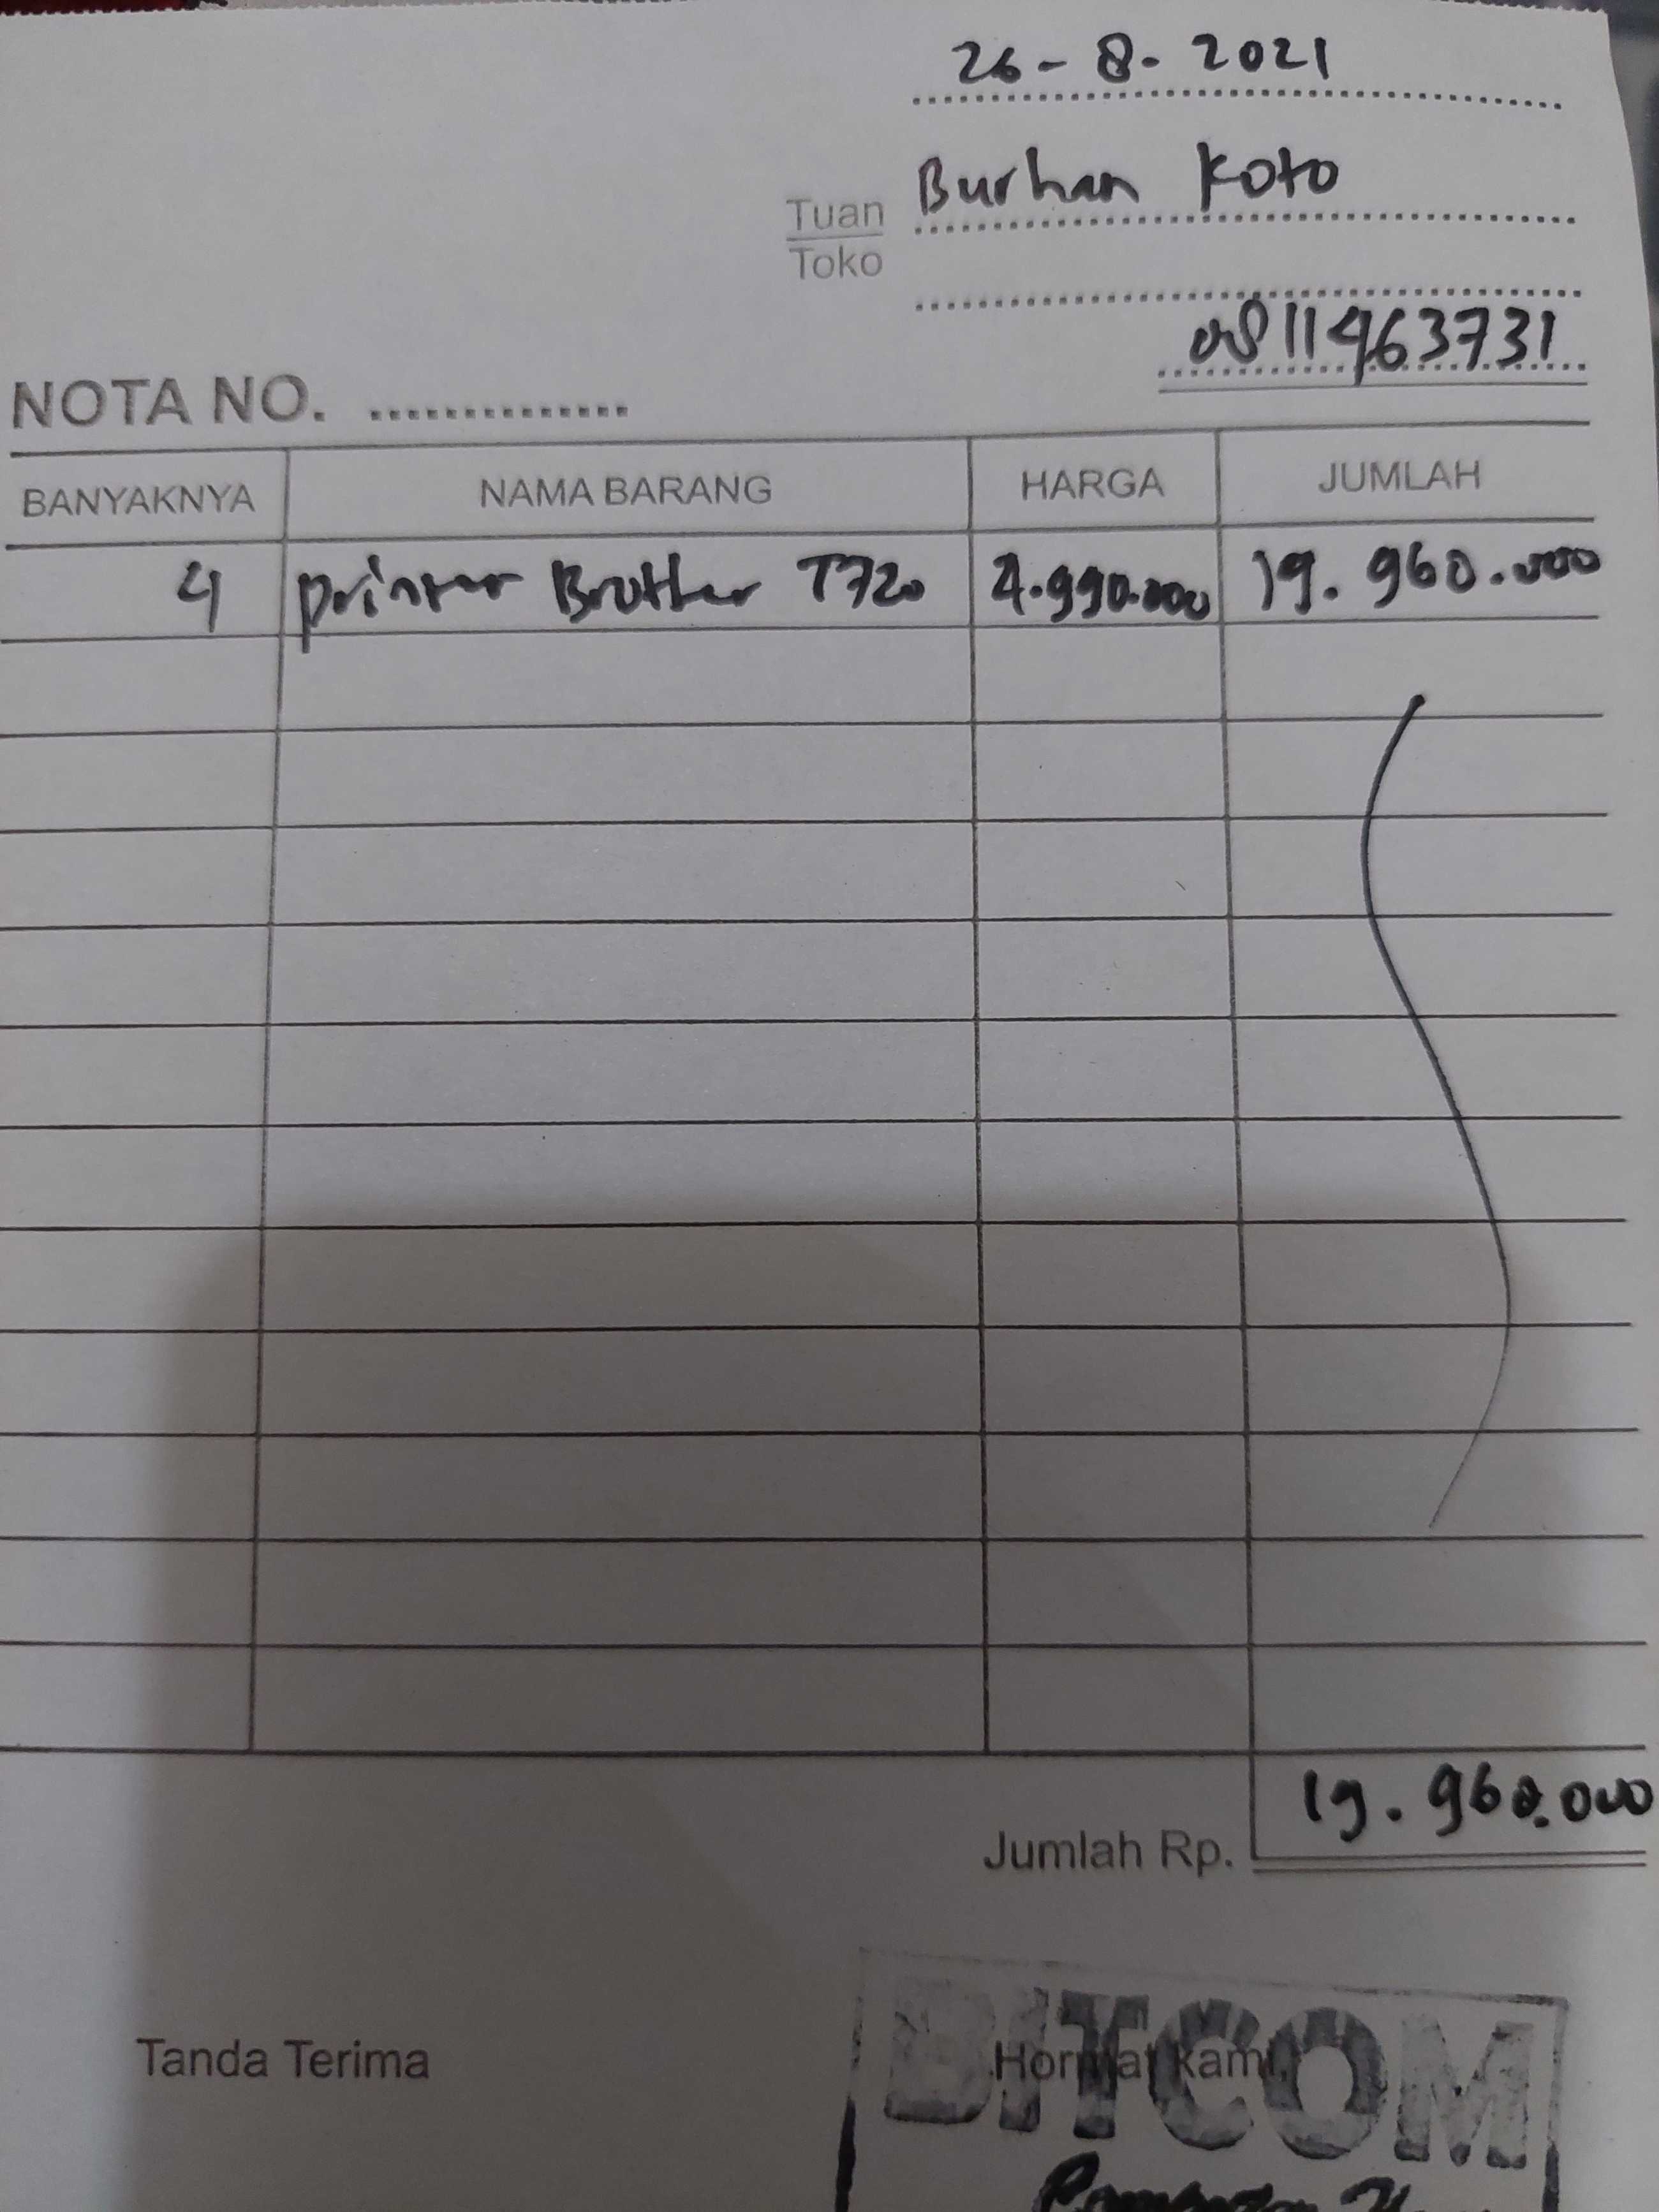 26-8-2021
Tuan Burhan Koto
Toko
0811463731
NOTA NO. ...............
BANYAKNYA NAMA BARANG HARGA JUMLAH
4 printer Brother T720 4.990.000 19.960.000
Jumlah Rp. 19.960.000
Tanda Terima Hormat kami,
BITCOM